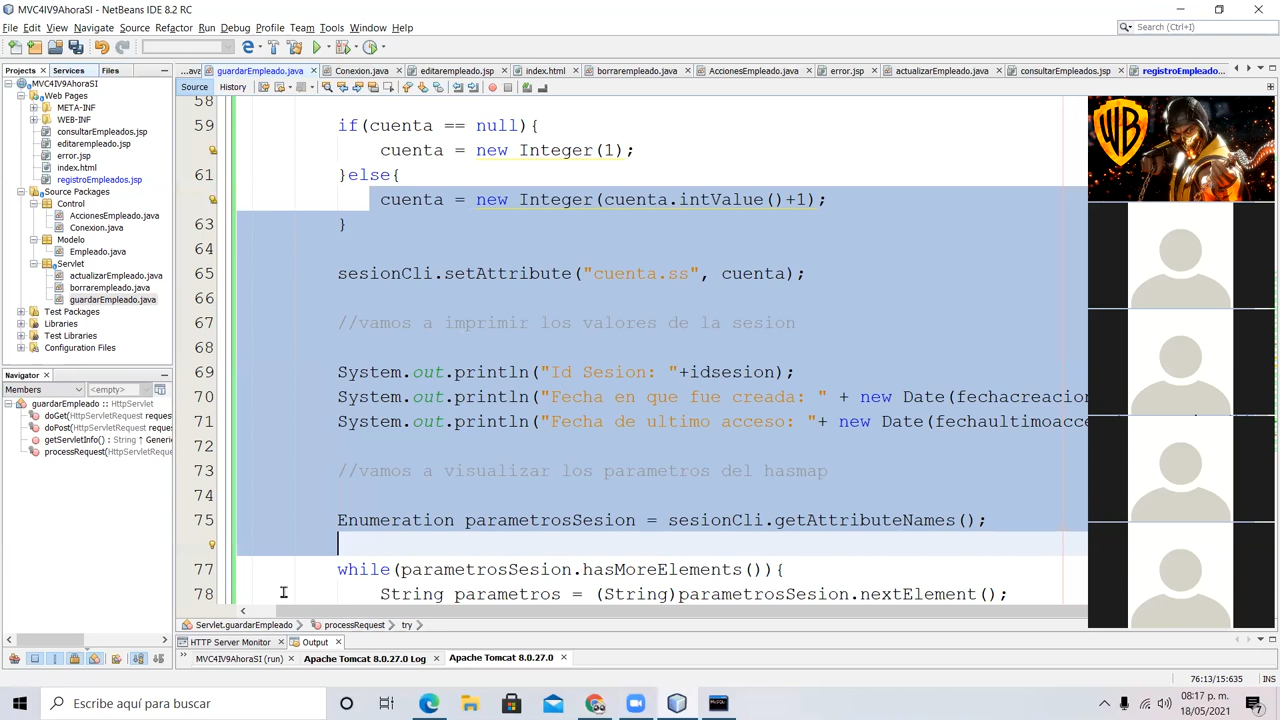 MVC4IV9AhoraSI - NetBeans IDE 8.2 RC
File Edit View Navigate Source Refactor Run Debug Profile Team Tools Window Help
Search (Ctrl+I)
Projects Services Files
...ava guardarEmpleado.java Conexion.java editarempleado.jsp index.html borrarempleado.java error.jsp actualizarEmpleado.java registroEmpleado...
Source History
MVC4IV9AhoraSI
Web Pages
META-INF
WEB-INF
consultarEmpleados.jsp
editarempleado.jsp
error.jsp
index.html
registroEmpleados.jsp
Source Packages
Control
AccionesEmpleado.java
Conexion.java
Modelo
Empleado.java
Servlet
actualizarEmpleado.java
borrarempleado.java
guardarEmpleado.java
Test Packages
Libraries
Test Libraries
Configuration Files
Navigator
Members <empty>
guardarEmpleado :: HttpServlet
doGet(HttpServletRequest reques
doPost(HttpServletRequest reque
getServletInfo() : String ↑ Generic
processRequest(HttpServletReque
58
59 if(cuenta == null){
cuenta = new Integer(1);
61 }else{
cuenta = new Integer(cuenta.intValue()+1);
63 }
64
65 sesionCli.setAttribute("cuenta.ss", cuenta);
66
67 //vamos a imprimir los valores de la sesion
68
69 System.out.println("Id Sesion: "+idsesion);
70 System.out.println("Fecha en que fue creada: " + new Date(fechacreacion
71 System.out.println("Fecha de ultimo acceso: "+ new Date(fechaultimoacce
72
73 //vamos a visualizar los parametros del hasmap
74
75 Enumeration parametrosSesion = sesionCli.getAttributeNames();
77 while(parametrosSesion.hasMoreElements()){
78 String parametros = (String)parametrosSesion.nextElement();
WB
Servlet.guardarEmpleado processRequest try
HTTP Server Monitor Output
MVC4IV9AhoraSI (run) Apache Tomcat 8.0.27.0 Log Apache Tomcat 8.0.27.0
76:13/15:635
Escribe aquí para buscar
08:17 p. m.
18/05/2021
7